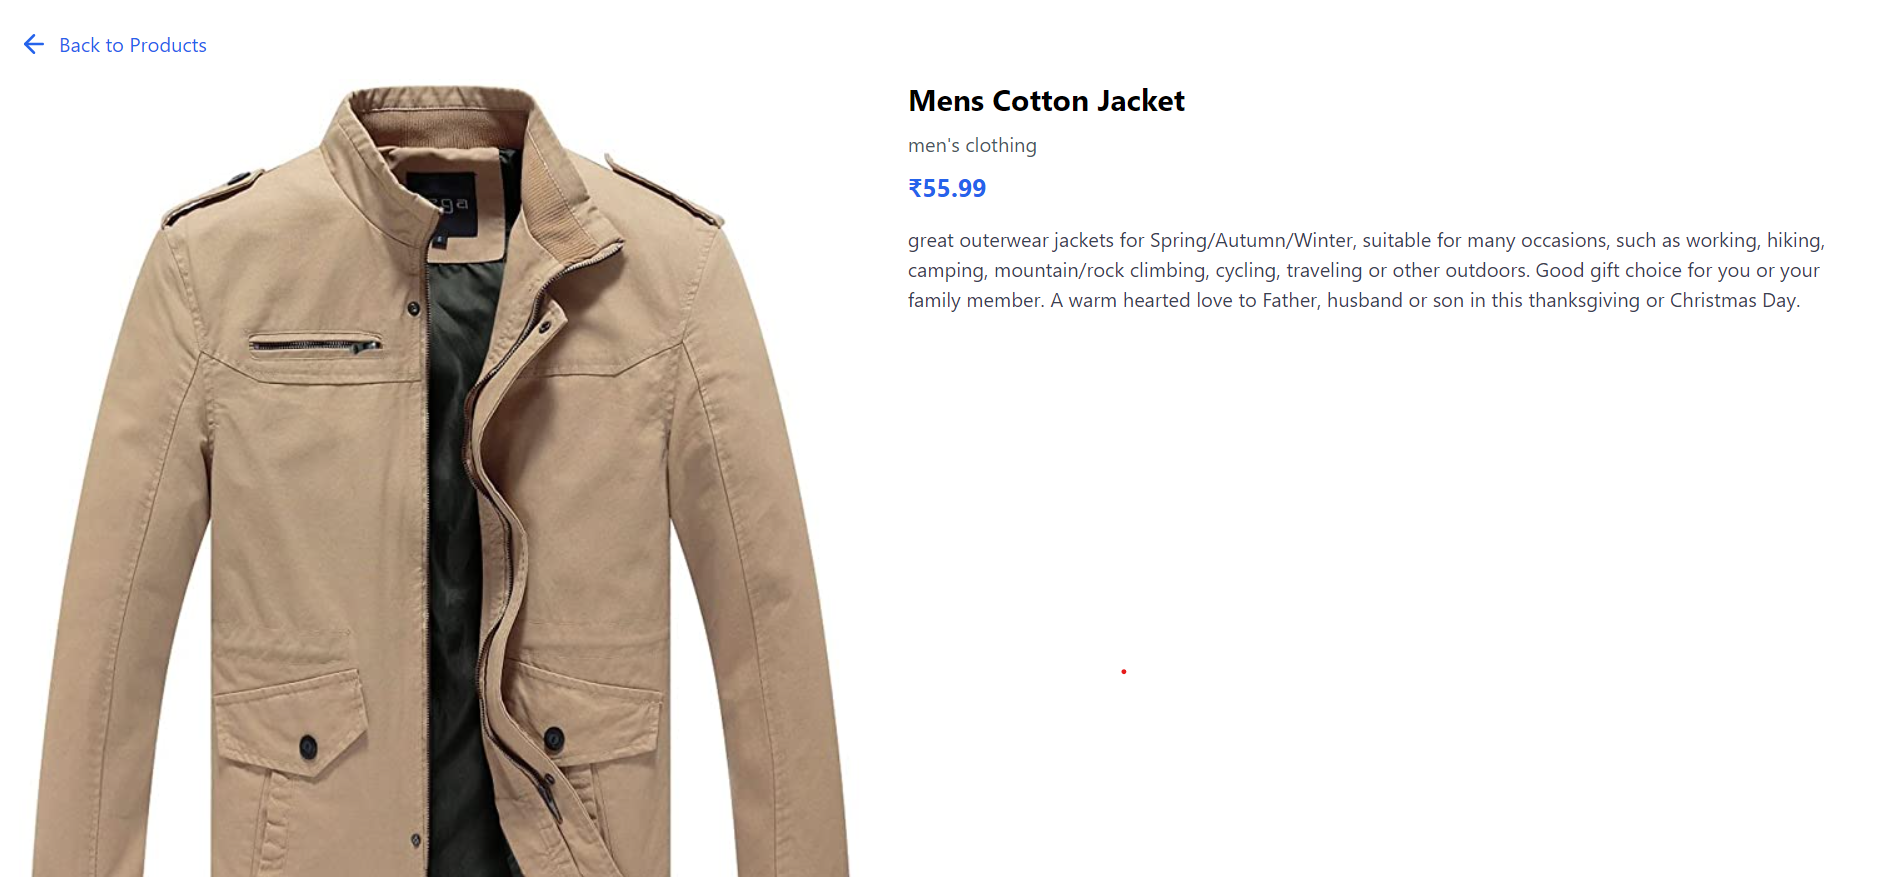 Back to Products
Mens Cotton Jacket
men's clothing
₹55.99
great outerwear jackets for Spring/Autumn/Winter, suitable for many occasions, such as working, hiking,
camping, mountain/rock climbing, cycling, traveling or other outdoors. Good gift choice for you or your
family member. A warm hearted love to Father, husband or son in this thanksgiving or Christmas Day.